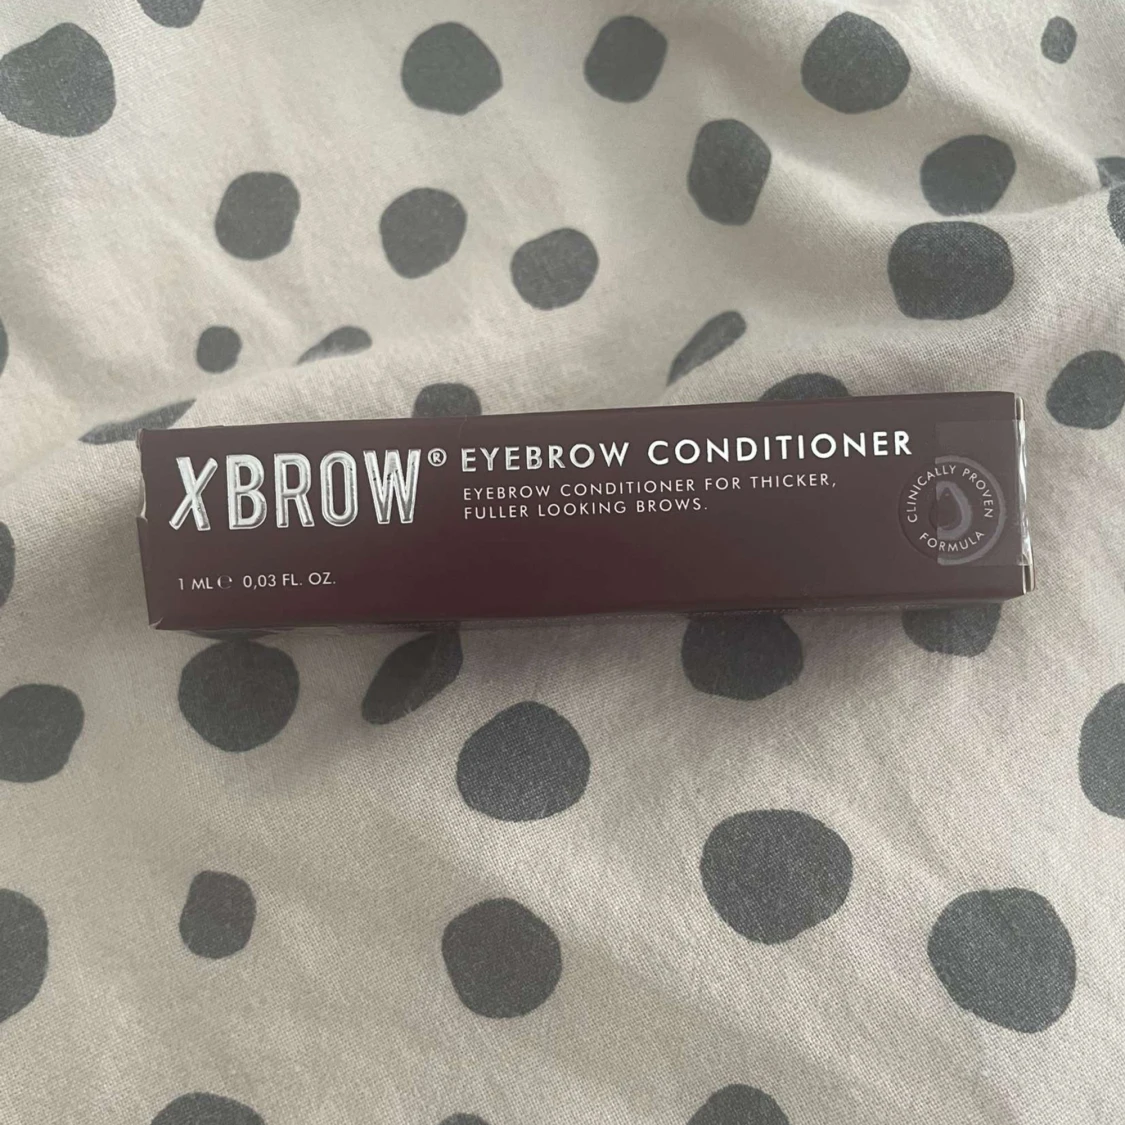 XBROW® EYEBROW CONDITIONER
EYEBROW CONDITIONER FOR THICKER,
FULLER LOOKING BROWS.
CLINICALLY PROVEN
FORMULA
1 ML ℮ 0,03 FL. OZ.